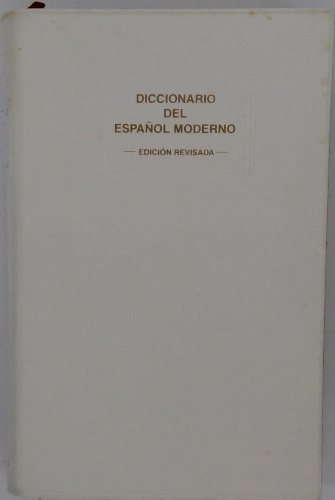 DICCIONARIO
DEL
ESPAÑOL MODERNO
EDICIÓN REVISADA